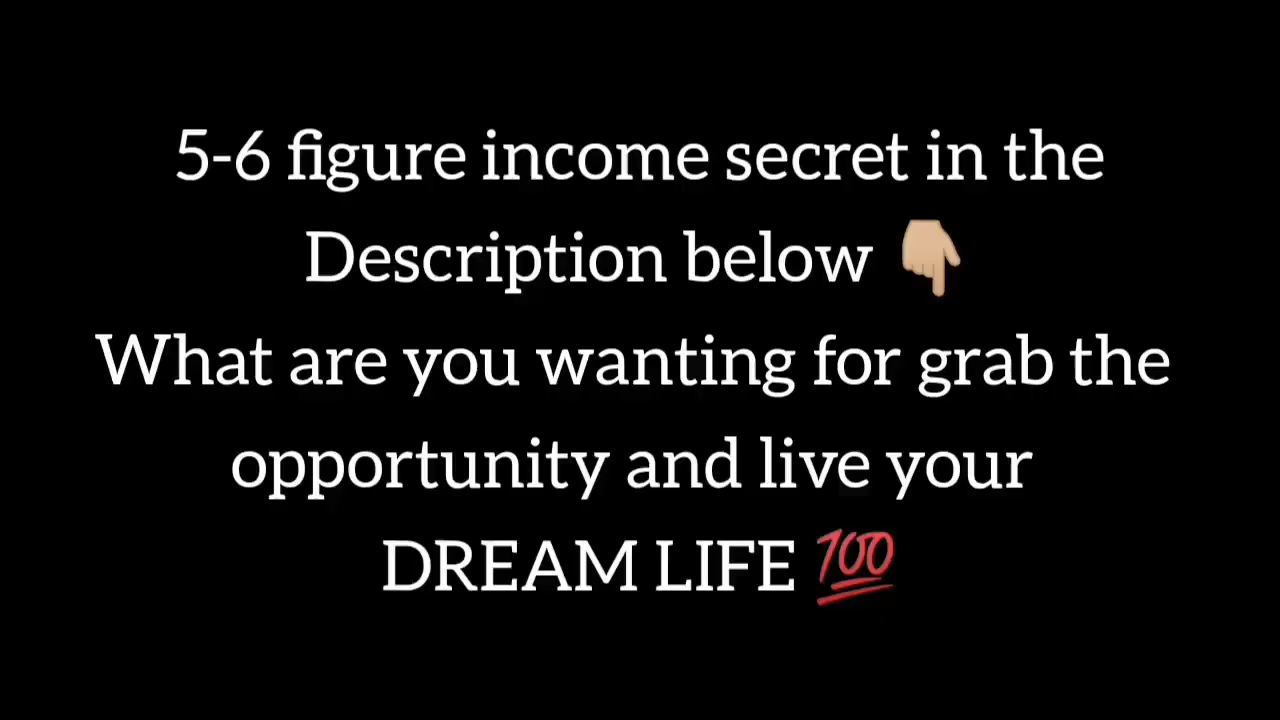 5-6 figure income secret in the
Description below 👇🏼
What are you wanting for grab the
opportunity and live your
DREAM LIFE 💯